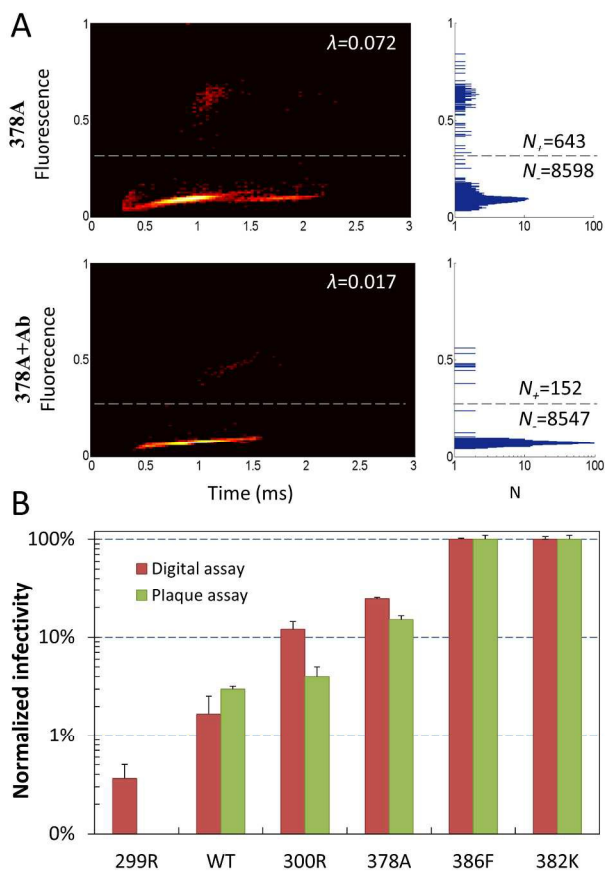 A
378A
Fluorescence
1
0.5
0
λ=0.072
0 0.5 1 1.5 2 2.5 3
1
0.5
0
N₊=643
N₋=8598
1 10 100
378A+Ab
Fluorecence
1
0.5
0
λ=0.017
0 0.5 1 1.5 2 2.5 3
Time (ms)
1
0.5
0
N₊=152
N₋=8547
1 10 100
N
B
Normalized infectivity
100%
10%
1%
0%
Digital assay
Plaque assay
299R WT 300R 378A 386F 382K